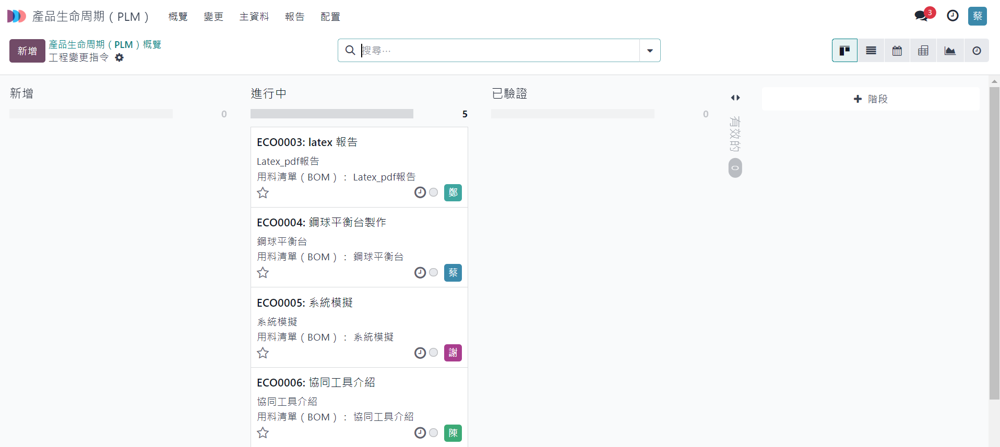 產品生命周期（PLM） 概覽 變更 主資料 報告 配置 3 蔡
新增 產品生命周期（PLM）概覽 搜尋…
工程變更指令
新增 進行中 已驗證 階段
0 5 0
有效的
0
ECO0003: latex 報告
Latex_pdf報告
用料清單（BOM）： Latex_pdf報告
鄭
ECO0004: 鋼球平衡台製作
鋼球平衡台
用料清單（BOM）： 鋼球平衡台
蔡
ECO0005: 系統模擬
系統模擬
用料清單（BOM）： 系統模擬
謝
ECO0006: 協同工具介紹
協同工具介紹
用料清單（BOM）： 協同工具介紹
陳